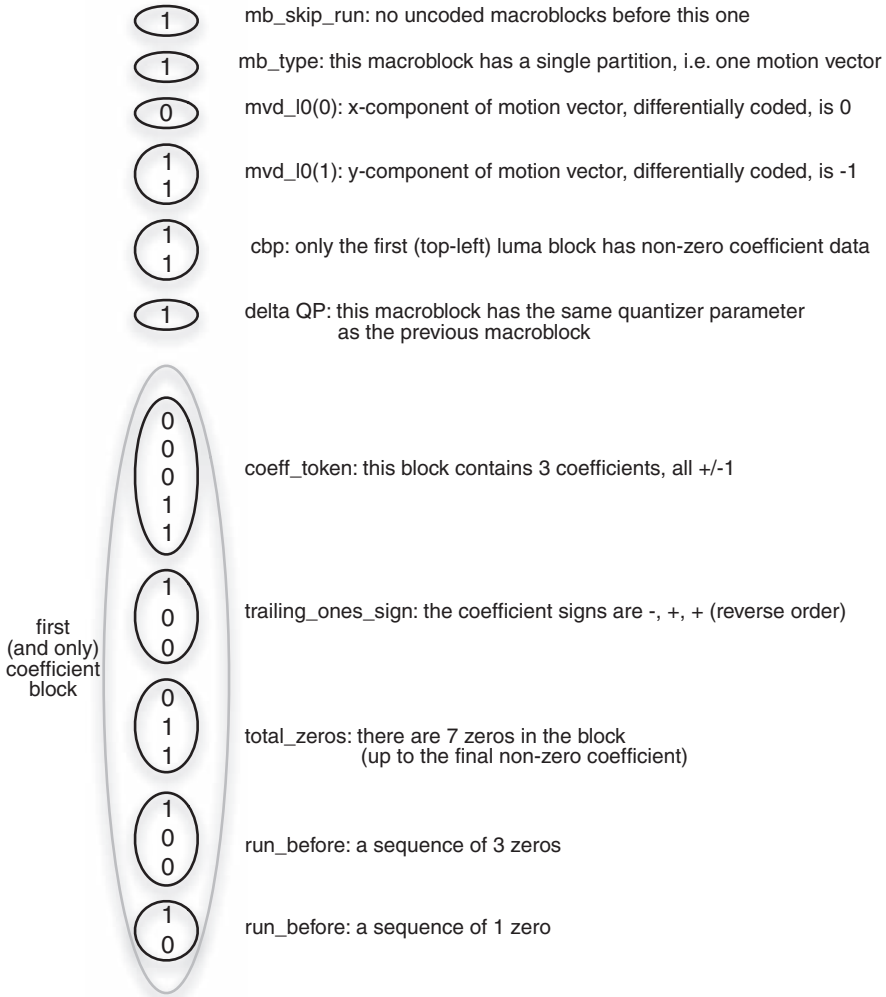 1
mb_skip_run: no uncoded macroblocks before this one
1
mb_type: this macroblock has a single partition, i.e. one motion vector
0
mvd_l0(0): x-component of motion vector, differentially coded, is 0
1
1
mvd_l0(1): y-component of motion vector, differentially coded, is -1
1
1
cbp: only the first (top-left) luma block has non-zero coefficient data
1
delta QP: this macroblock has the same quantizer parameter
as the previous macroblock
first
(and only)
coefficient
block
0
0
0
1
1
coeff_token: this block contains 3 coefficients, all +/-1
1
0
0
trailing_ones_sign: the coefficient signs are -, +, + (reverse order)
0
1
1
total_zeros: there are 7 zeros in the block
(up to the final non-zero coefficient)
1
0
0
run_before: a sequence of 3 zeros
1
0
run_before: a sequence of 1 zero